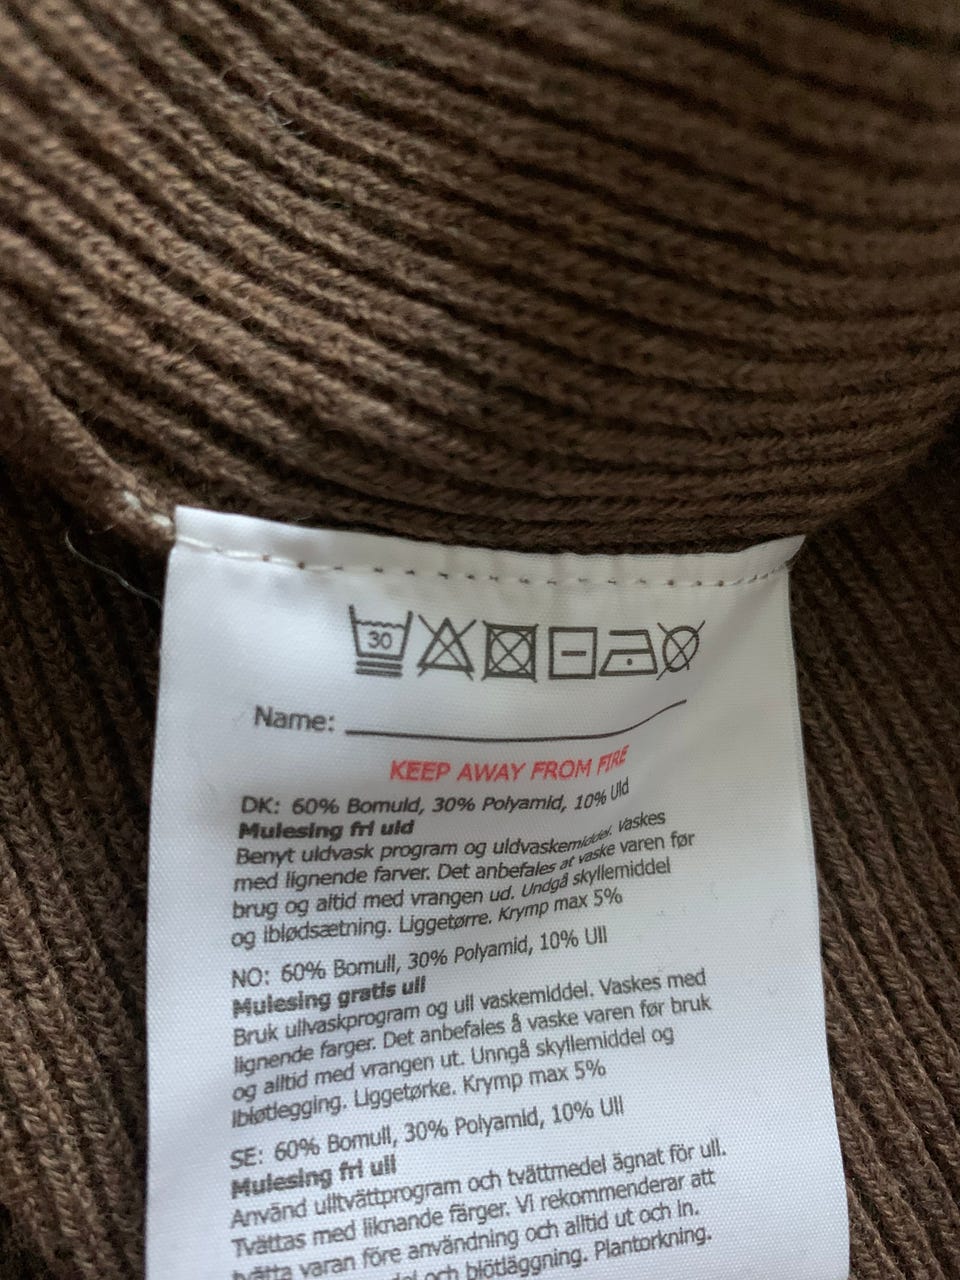 30
Name:
KEEP AWAY FROM FIRE
DK: 60% Bomuld, 30% Polyamid, 10% Uld
Mulesing fri uld
Benyt uldvask program og uldvaskemiddel. Vaskes
med lignende farver. Det anbefales at vaske varen før
brug og altid med vrangen ud. Undgå skyllemiddel
og iblødsætning. Liggetørre. Krymp max 5%
NO: 60% Bomull, 30% Polyamid, 10% Ull
Mulesing gratis ull
Bruk ullvaskprogram og ull vaskemiddel. Vaskes med
lignende farger. Det anbefales å vaske varen før bruk
og alltid med vrangen ut. Unngå skyllemiddel og
ibløtlegging. Liggetørke. Krymp max 5%
SE: 60% Bomull, 30% Polyamid, 10% Ull
Mulesing fri ull
Använd ulltvättprogram och tvättmedel ägnat för ull.
Tvättas med liknande färger. Vi rekommenderar att
tvätta varan före användning och alltid ut och in.
och blötläggning. Plantorkning.